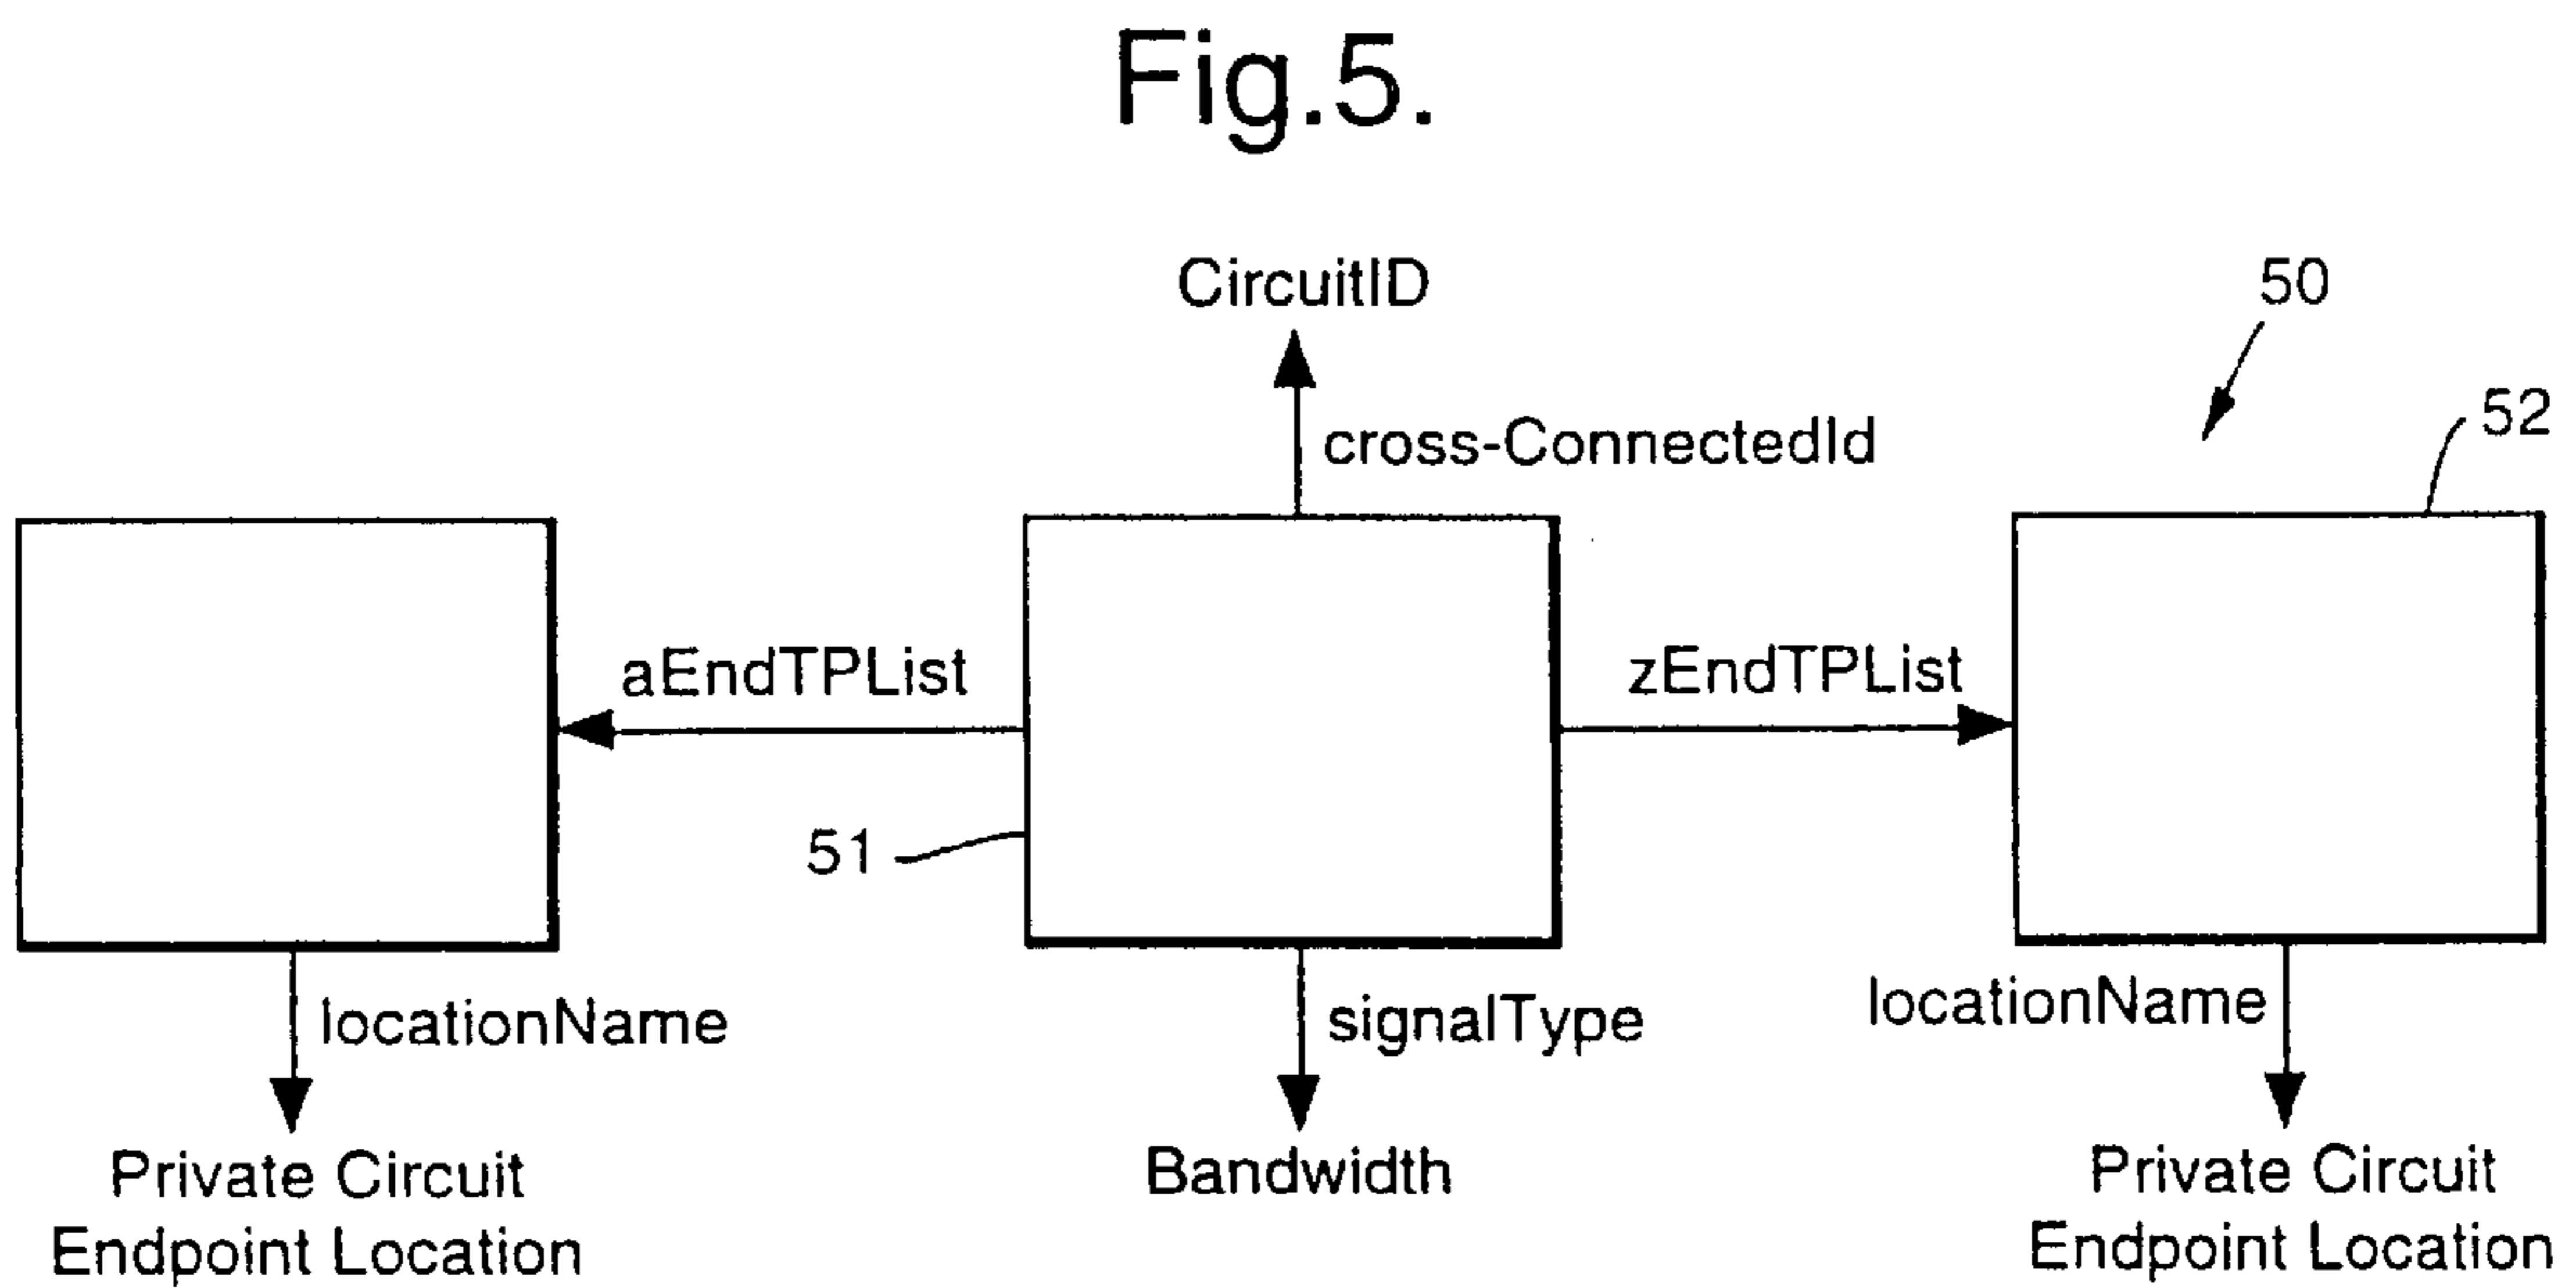 Fig.5.
CircuitID
50
cross-ConnectedId
52
aEndTPList
zEndTPList
51
locationName
signalType
locationName
Private Circuit
Endpoint Location
Bandwidth
Private Circuit
Endpoint Location